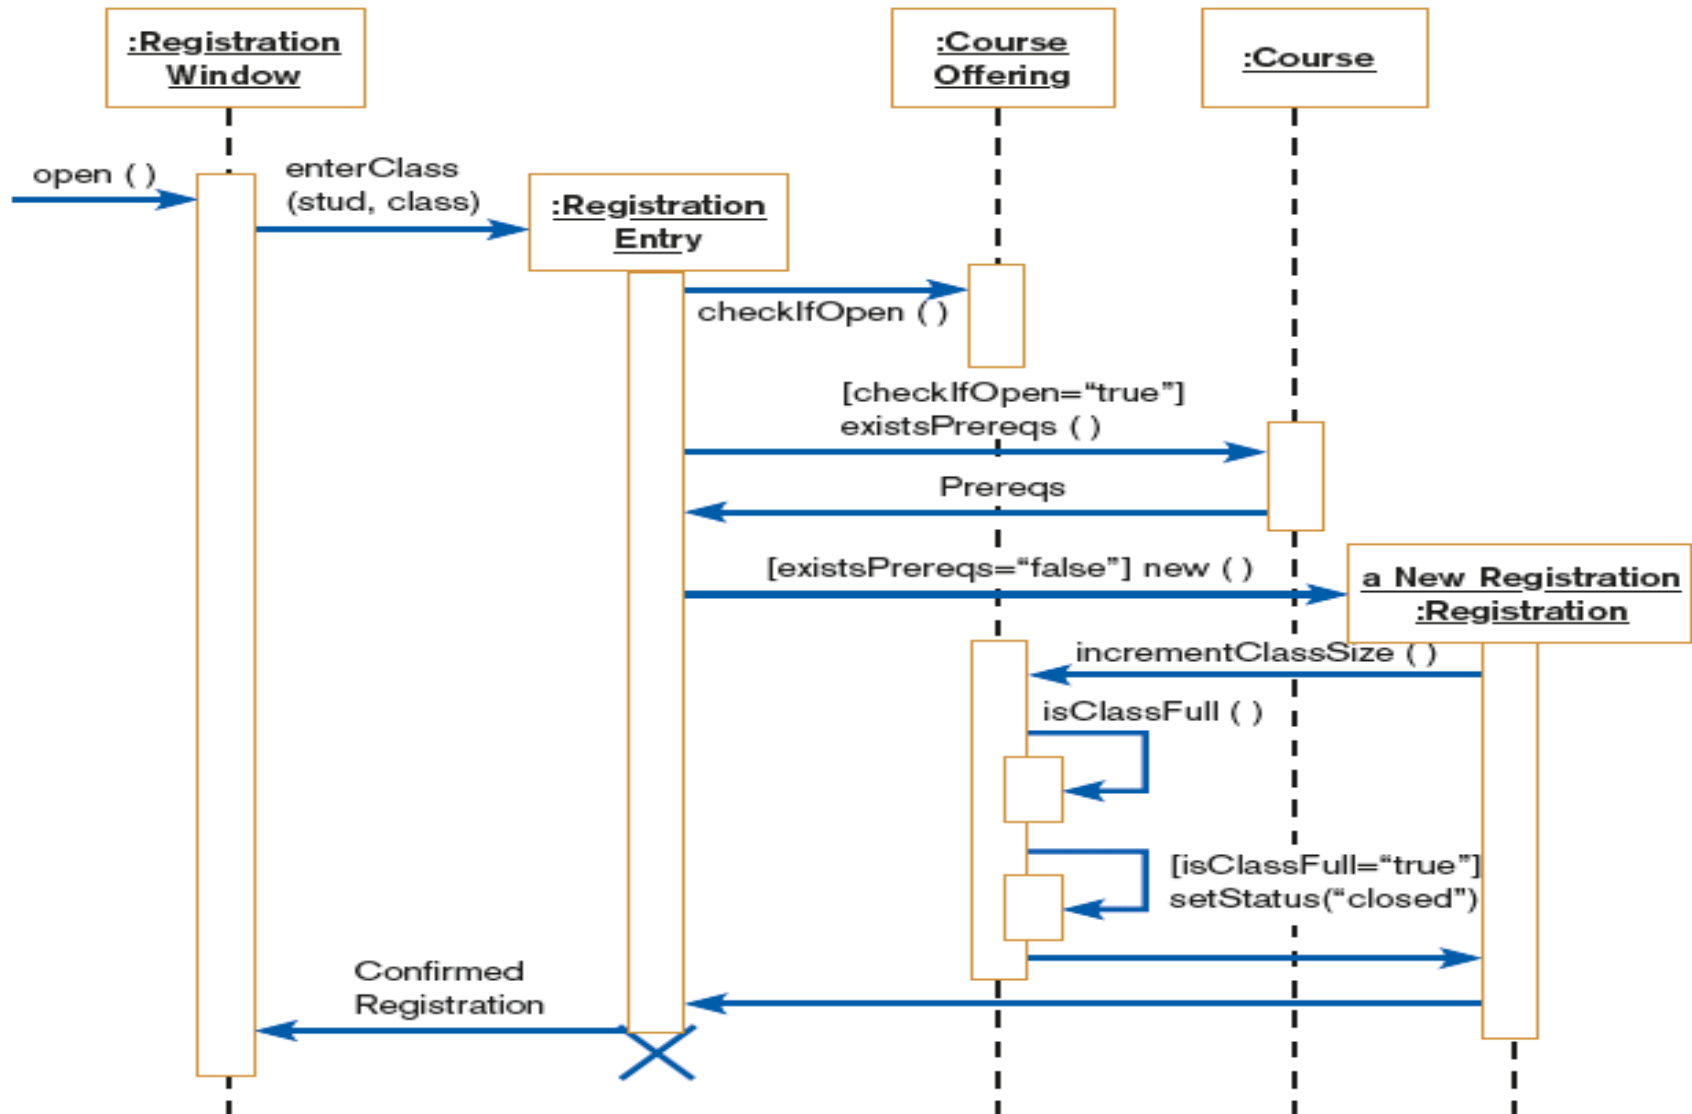 :Registration
Window
:Course
Offering
:Course
open ( )
enterClass
(stud, class)
:Registration
Entry
checkIfOpen ( )
[checkIfOpen=“true”]
existsPrereqs ( )
Prereqs
[existsPrereqs=“false”] new ( )
a New Registration
:Registration
incrementClassSize ( )
isClassFull ( )
[isClassFull=“true”]
setStatus(“closed”)
Confirmed
Registration